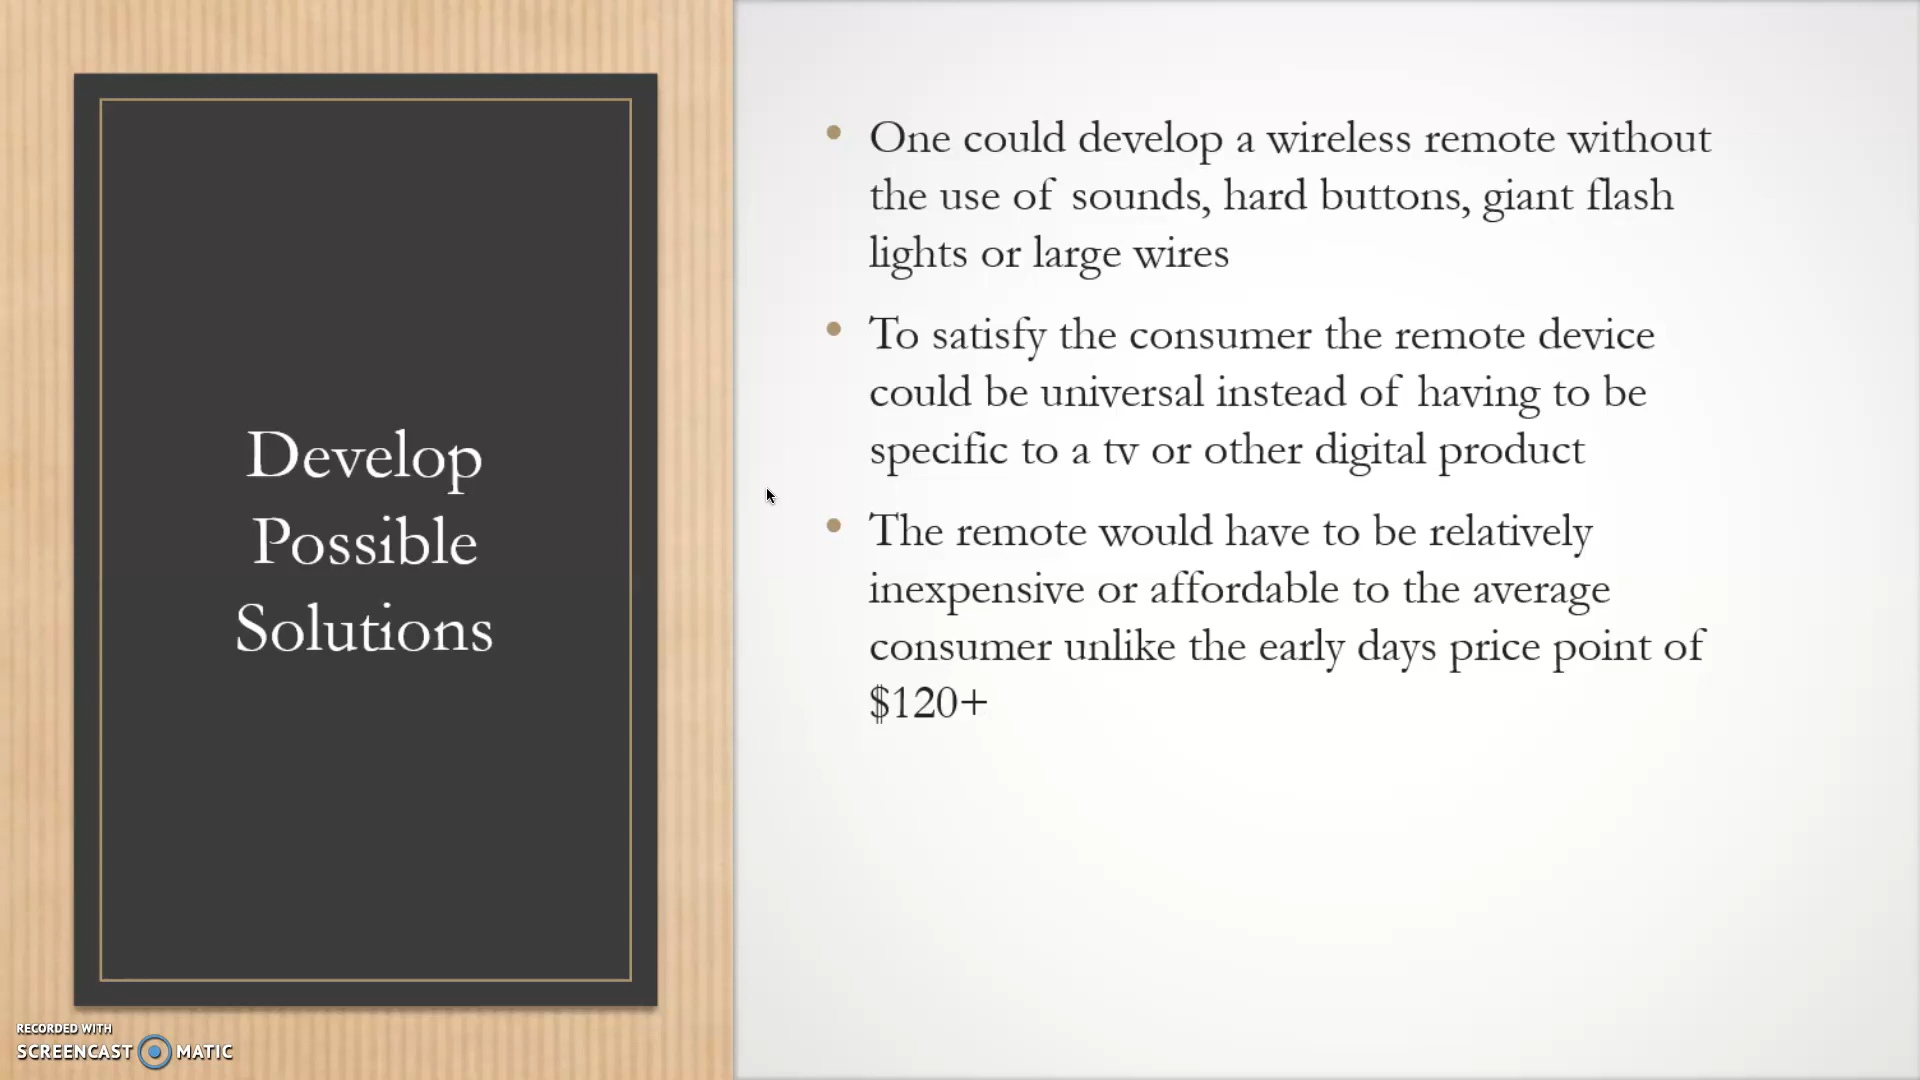 Develop
Possible
Solutions
One could develop a wireless remote without
the use of sounds, hard buttons, giant flash
lights or large wires
To satisfy the consumer the remote device
could be universal instead of having to be
specific to a tv or other digital product
The remote would have to be relatively
inexpensive or affordable to the average
consumer unlike the early days price point of
$120+
RECORDED WITH
SCREENCAST MATIC